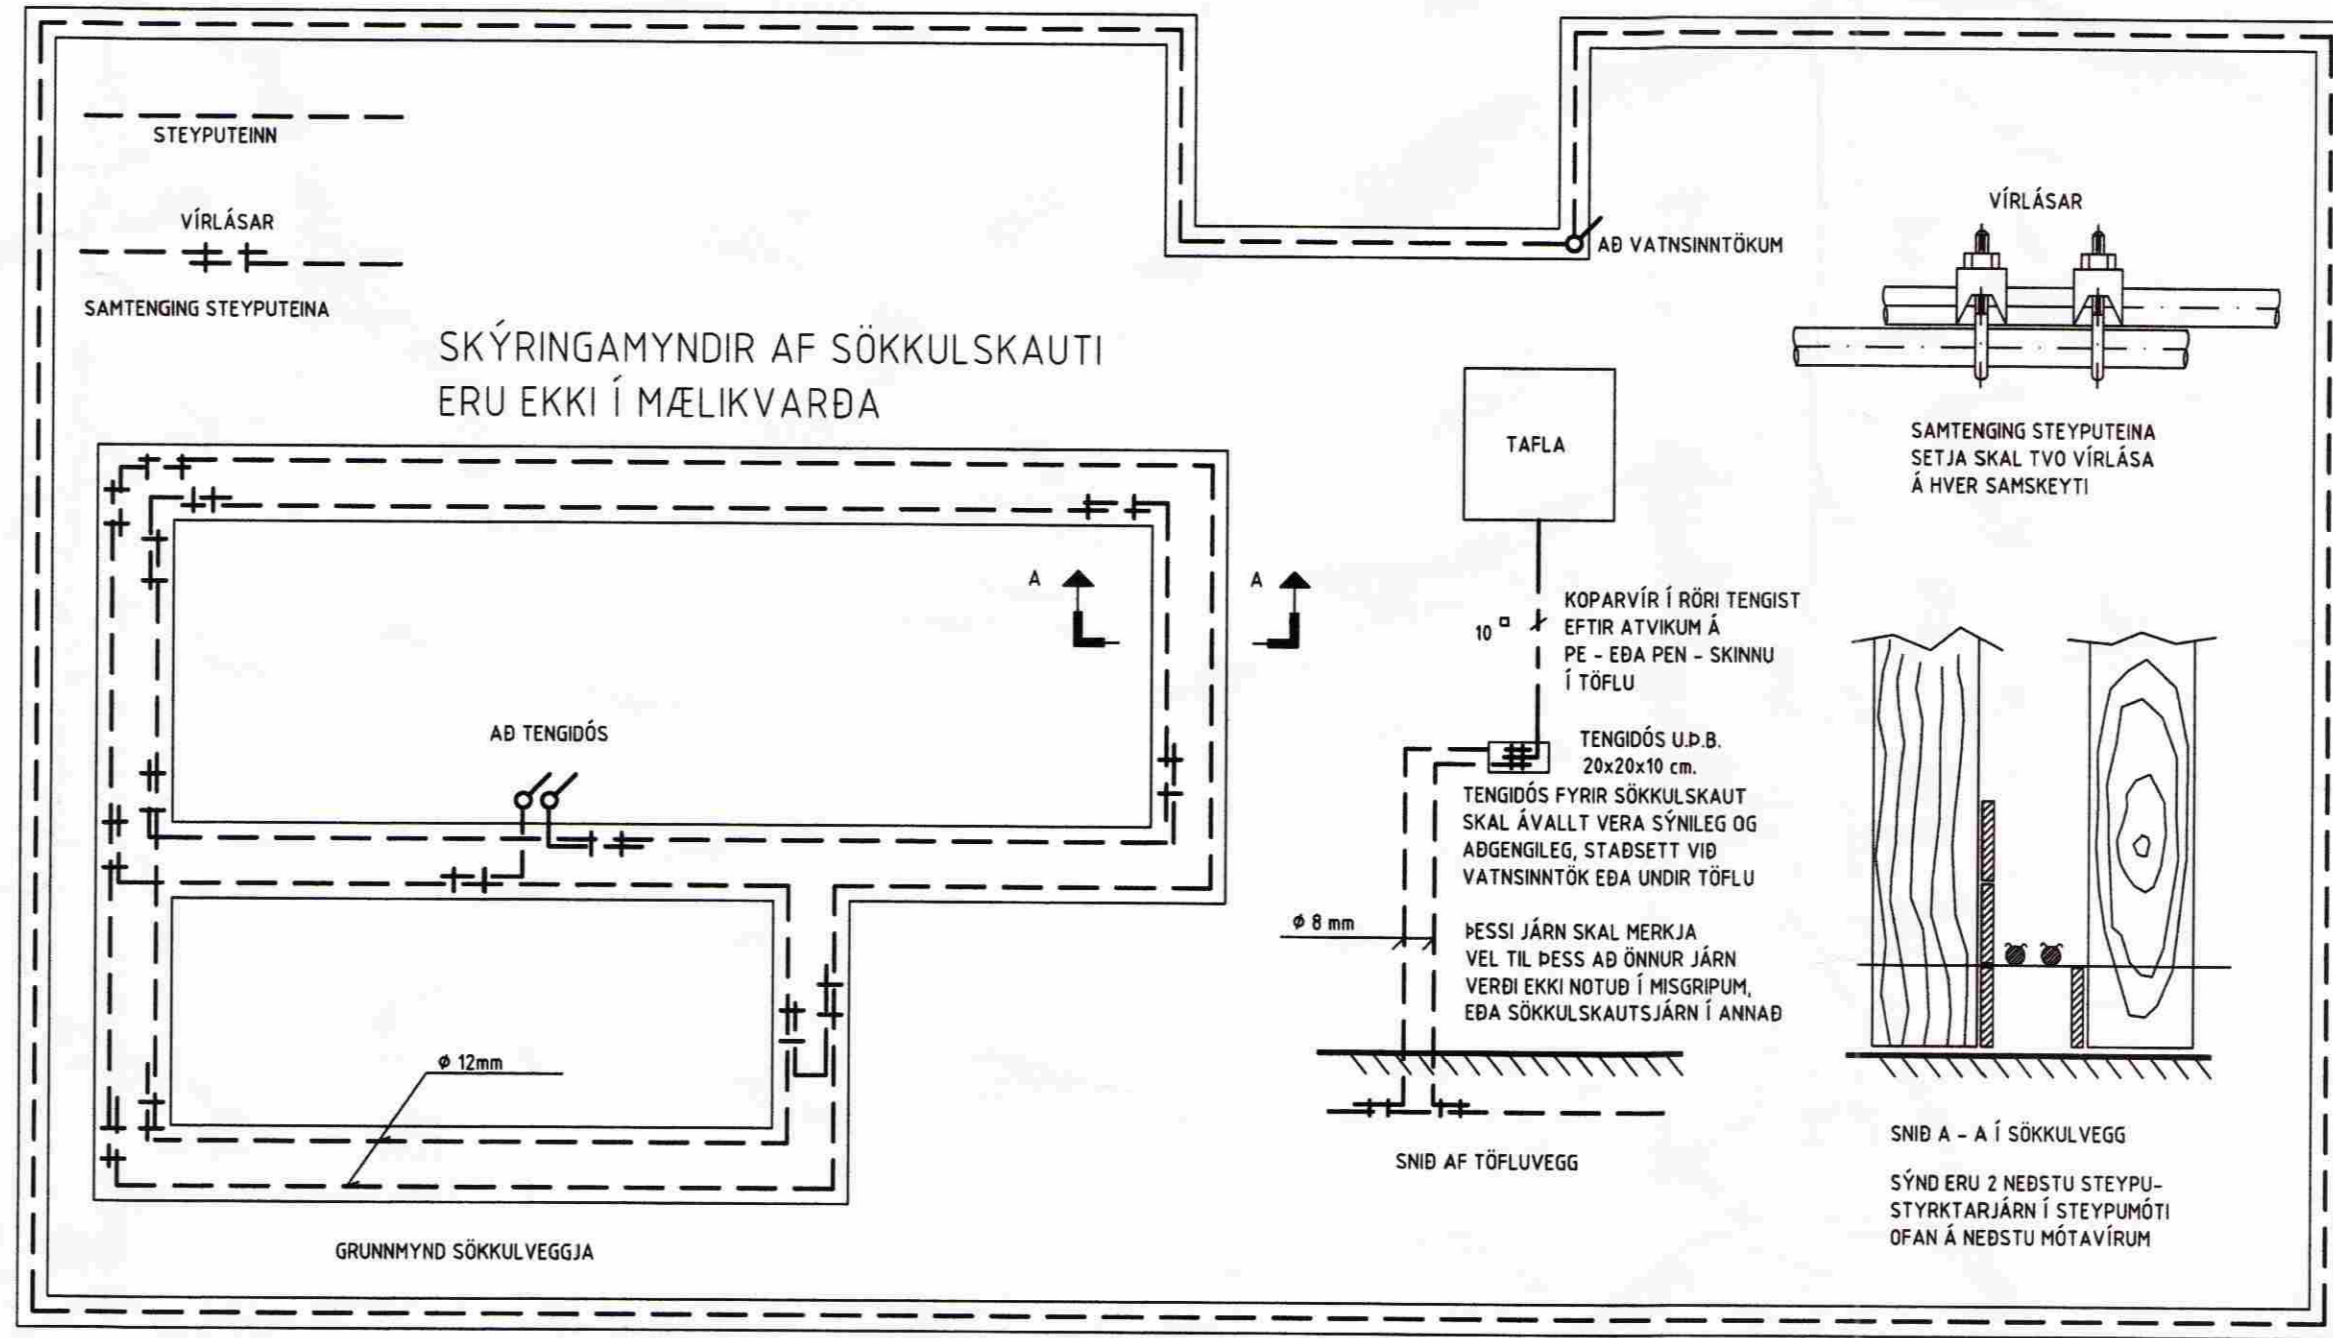 STEYPUTEINN
VÍRLÁSAR
SAMTENGING STEYPUTEINA
SKÝRINGAMYNDIR AF SÖKKULSKAUTI
ERU EKKI Í MÆLIKVARÐA
AÐ VATNSINNTÖKUM
VÍRLÁSAR
SAMTENGING STEYPUTEINA
SETJA SKAL TVO VÍRLÁSA
Á HVER SAMSKEYTI
TAFLA
A
A
10 □
KOPARVÍR Í RÖRI TENGIST
EFTIR ATVIKUM Á
PE - EÐA PEN - SKINNU
Í TÖFLU
AÐ TENGIDÓS
TENGIDÓS U.Þ.B.
20x20x10 cm.
TENGIDÓS FYRIR SÖKKULSKAUT
SKAL ÁVALLT VERA SÝNILEG OG
AÐGENGILEG, STAÐSETT VIÐ
VATNSINNTÖK EÐA UNDIR TÖFLU
ø 8 mm
ÞESSI JÁRN SKAL MERKJA
VEL TIL ÞESS AÐ ÖNNUR JÁRN
VERÐI EKKI NOTUÐ Í MISGRIPUM,
EÐA SÖKKULSKAUTSJÁRN Í ANNAÐ
ø 12mm
SNIÐ AF TÖFLUVEGG
GRUNNMYND SÖKKULVEGGJA
SNIÐ A - A Í SÖKKULVEGG
SÝND ERU 2 NEÐSTU STEYPU-
STYRKTARJÁRN Í STEYPUMÓTI
OFAN Á NEÐSTU MÓTAVÍRUM